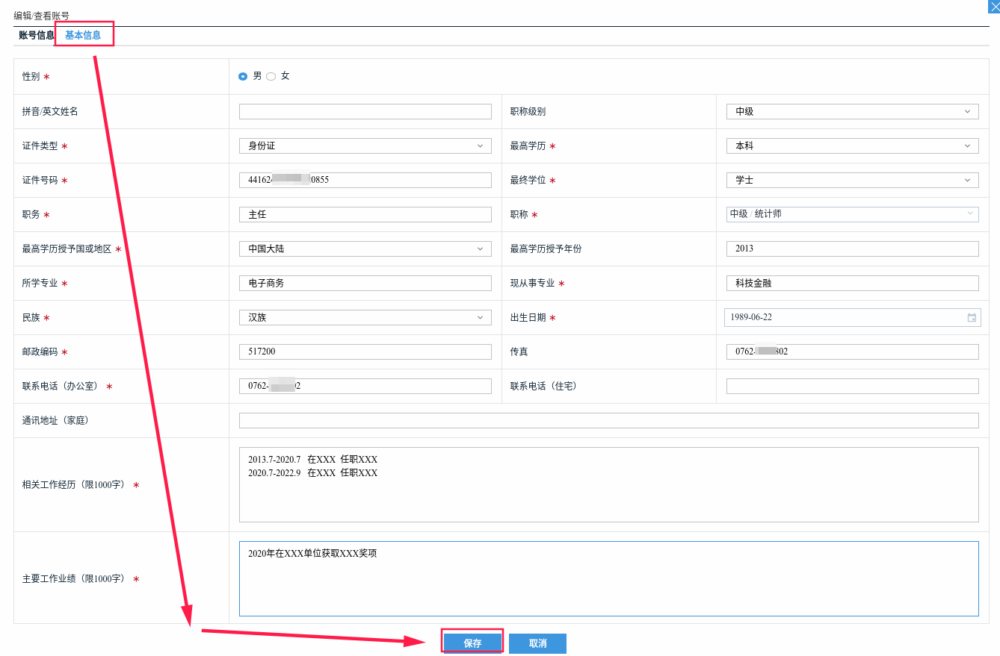 编辑/查看账号
账号信息 基本信息
性别 * 男 女
拼音/英文姓名 职称级别 中级
证件类型 * 身份证 最高学历 * 本科
证件号码 * 44162 0855 最终学位 * 学士
职务 * 主任 职称 * 中级 / 统计师
最高学历授予国或地区 * 中国大陆 最高学历授予年份 2013
所学专业 * 电子商务 现从事专业 * 科技金融
民族 * 汉族 出生日期 * 1989-06-22
邮政编码 * 517200 传真 0762- 802
联系电话（办公室） * 0762- 2 联系电话（住宅）
通讯地址（家庭）
相关工作经历（限1000字） *
2013.7-2020.7 在XXX 任职XXX
2020.7-2022.9 在XXX 任职XXX
主要工作业绩（限1000字） *
2020年在XXX单位获取XXX奖项
保存 取消